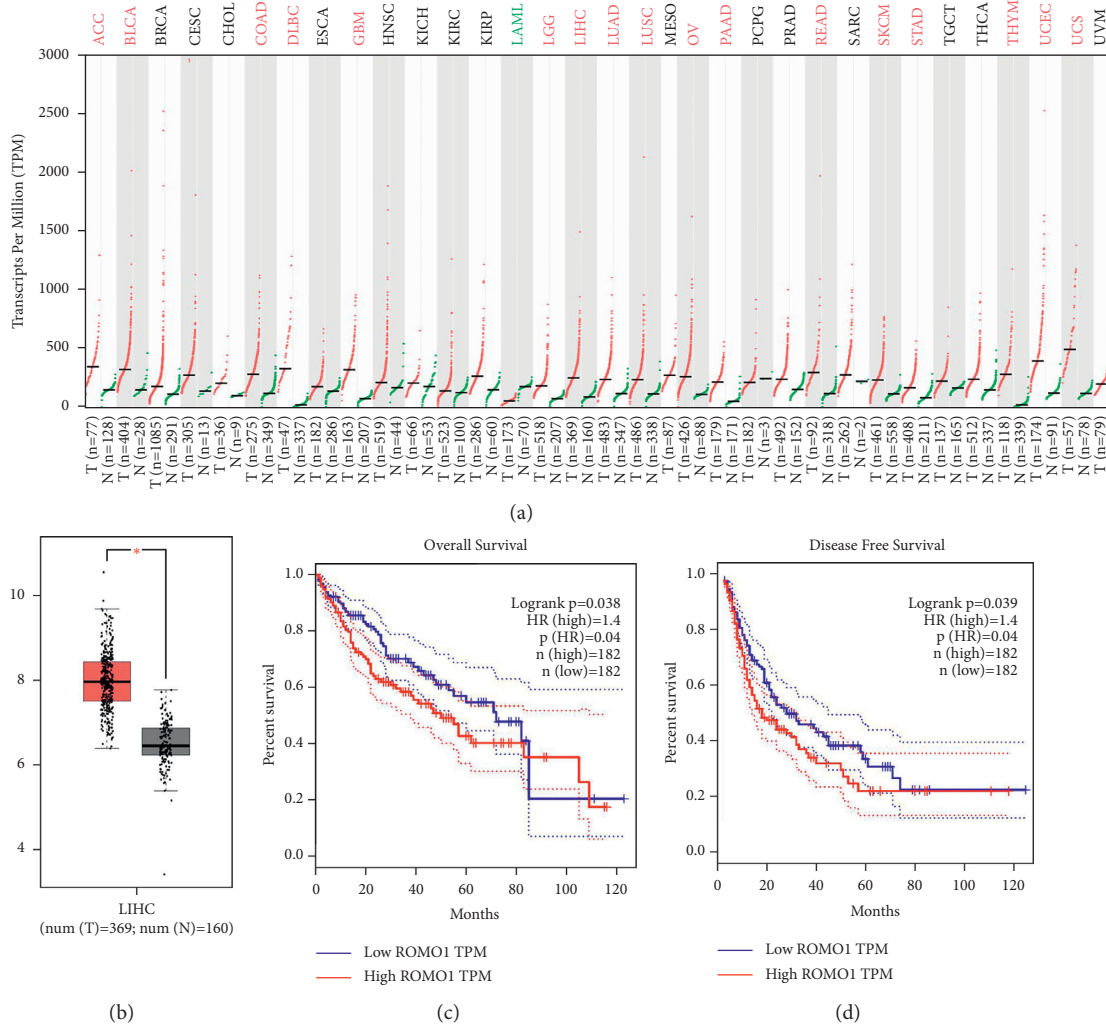 ACC
BLCA
BRCA
CESC
CHOL
COAD
DLBC
ESCA
GBM
HNSC
KICH
KIRC
KIRP
LAML
LGG
LIHC
LUAD
LUSC
MESO
OV
PAAD
PCPG
PRAD
READ
SARC
SKCM
STAD
TGCT
THCA
THYM
UCEC
UCS
UVM
Transcripts Per Million (TPM)
3000
2500
2000
1500
1000
500
0
T (n=77)
N (n=128)
T (n=404)
N (n=28)
T (n=1085)
N (n=291)
T (n=305)
N (n=13)
T (n=36)
N (n=9)
T (n=275)
N (n=349)
T (n=47)
N (n=337)
T (n=182)
N (n=286)
T (n=163)
N (n=207)
T (n=519)
N (n=44)
T (n=66)
N (n=53)
T (n=523)
N (n=100)
T (n=286)
N (n=60)
T (n=173)
N (n=70)
T (n=518)
N (n=207)
T (n=369)
N (n=160)
T (n=483)
N (n=347)
T (n=486)
N (n=338)
T (n=87)
T (n=426)
N (n=88)
T (n=179)
N (n=171)
T (n=182)
N (n=3)
T (n=492)
N (n=152)
T (n=92)
N (n=318)
T (n=262)
N (n=2)
T (n=461)
N (n=558)
T (n=408)
N (n=211)
T (n=137)
N (n=165)
T (n=512)
N (n=337)
T (n=118)
N (n=339)
T (n=174)
N (n=91)
T (n=57)
N (n=78)
T (n=79)
(a)
*
10
8
6
4
LIHC
(num (T)=369; num (N)=160)
(b)
Overall Survival
Logrank p=0.038
HR (high)=1.4
p (HR)=0.04
n (high)=182
n (low)=182
Percent survival
1.0
0.8
0.6
0.4
0.2
0.0
0 20 40 60 80 100 120
Months
Low ROMO1 TPM
High ROMO1 TPM
(c)
Disease Free Survival
Logrank p=0.039
HR (high)=1.4
p (HR)=0.04
n (high)=182
n (low)=182
Percent survival
1.0
0.8
0.6
0.4
0.2
0.0
0 20 40 60 80 100 120
Months
Low ROMO1 TPM
High ROMO1 TPM
(d)